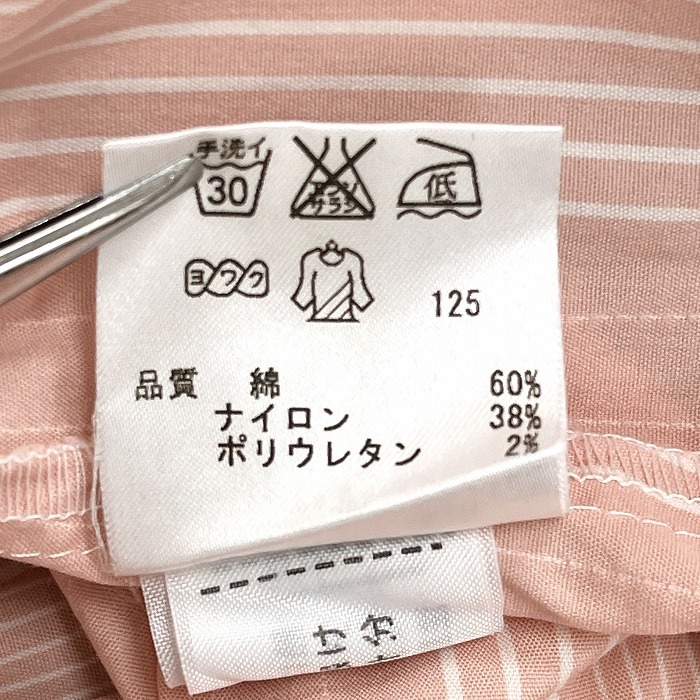 手洗イ
30
エンソ
サラシ
低
ヨワク
125
品質 綿 60%
ナイロン 38%
ポリウレタン 2%